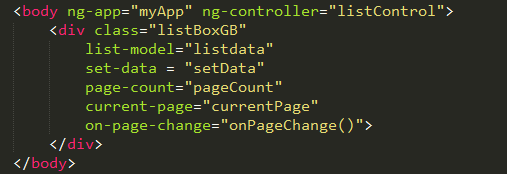 <body ng-app="myApp" ng-controller="listControl">
<div class="listBoxGB"
list-model="listdata"
set-data = "setData"
page-count="pageCount"
current-page="currentPage"
on-page-change="onPageChange()">
</div>
</body>